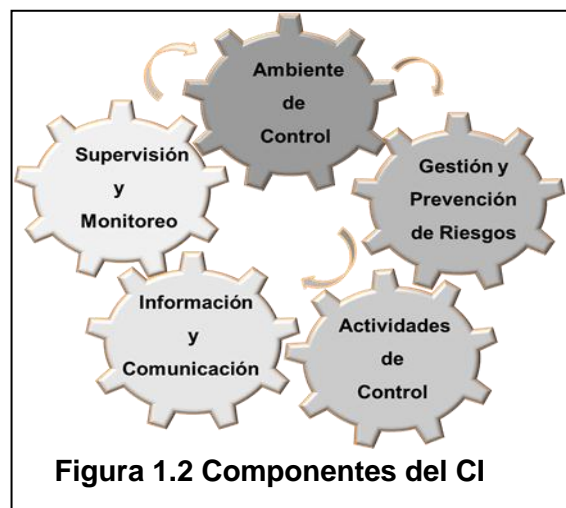 Ambiente
de
Control
Supervisión
y
Monitoreo
Gestión y
Prevención
de Riesgos
Información
y
Comunicación
Actividades
de
Control
Figura 1.2 Componentes del CI